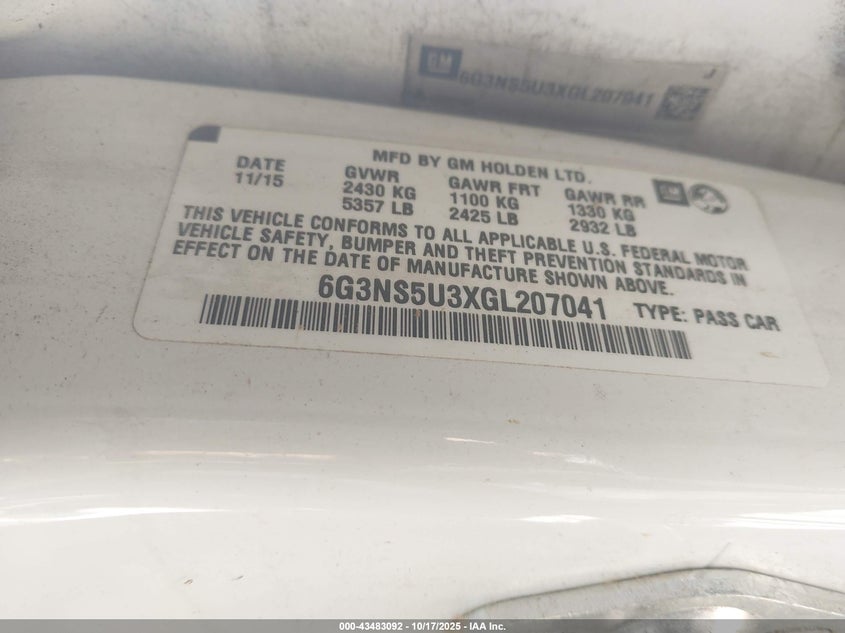 GM
6G3NS5U3XGL207041
J
MFD BY GM HOLDEN LTD.
DATE GVWR GAWR FRT GAWR RR GM
11/15 2430 KG 1100 KG 1330 KG
5357 LB 2425 LB 2932 LB
THIS VEHICLE CONFORMS TO ALL APPLICABLE U.S. FEDERAL MOTOR
VEHICLE SAFETY, BUMPER AND THEFT PREVENTION STANDARDS IN
EFFECT ON THE DATE OF MANUFACTURE SHOWN ABOVE.
6G3NS5U3XGL207041 TYPE: PASS CAR
000-43483092 - 10/17/2025 - IAA Inc.